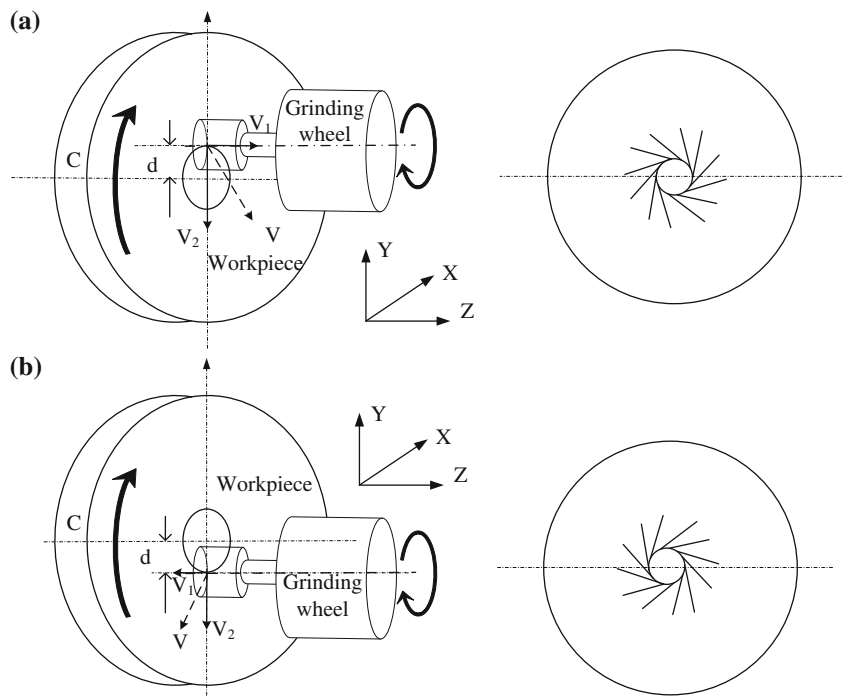 (a)
Grinding
wheel
V1
C
d
V2
V
Workpiece
Y
X
Z
(b)
Y
X
Z
Workpiece
C
d
V1
Grinding
wheel
V
V2